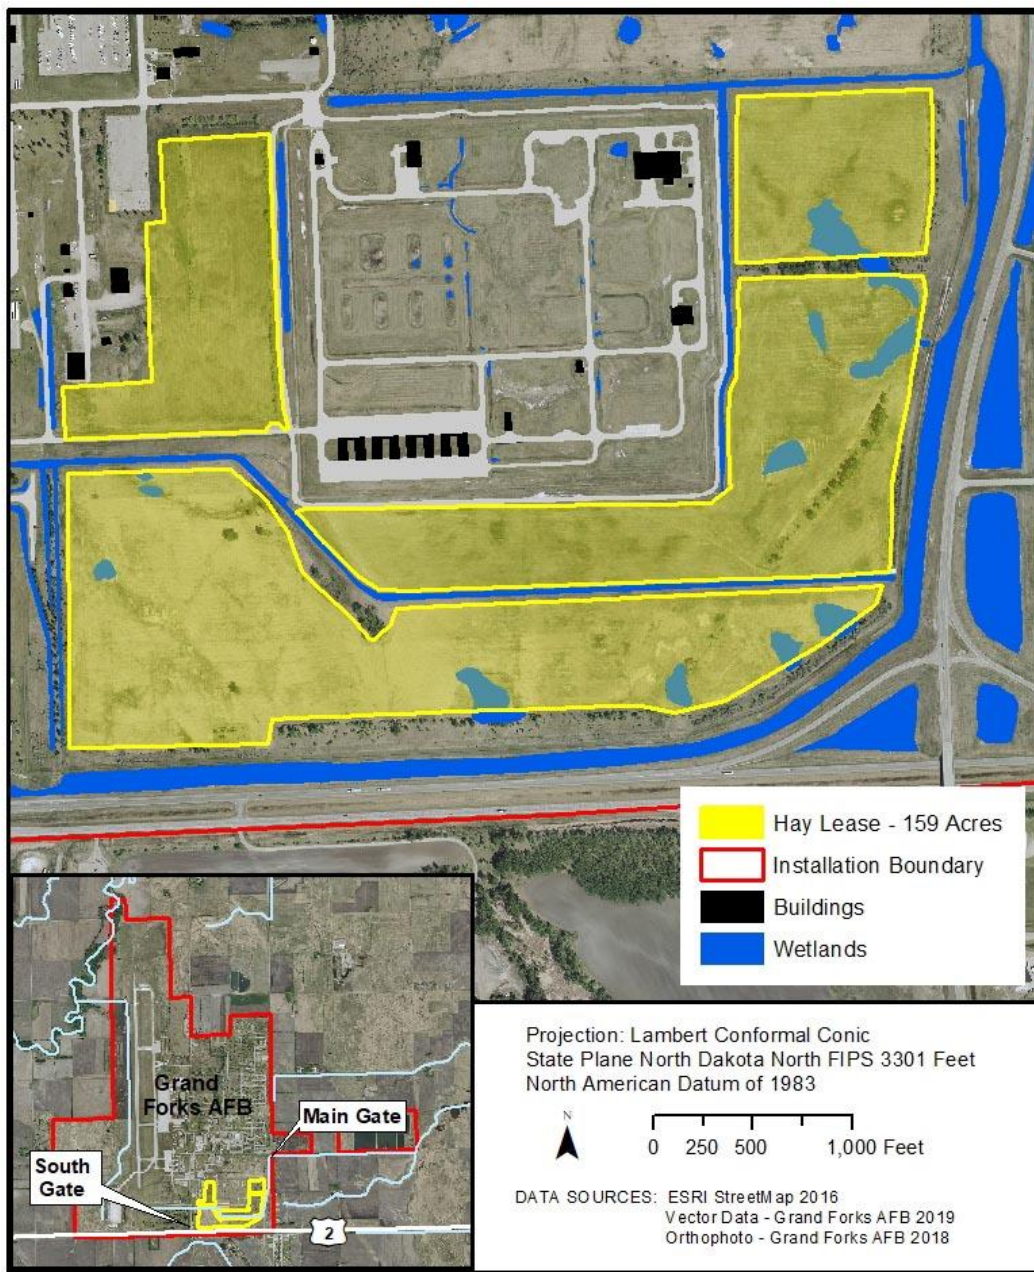 Hay Lease - 159 Acres
Installation Boundary
Buildings
Wetlands
Grand
Forks AFB
Main Gate
South
Gate
2
Projection: Lambert Conformal Conic
State Plane North Dakota North FIPS 3301 Feet
North American Datum of 1983
N
0 250 500 1,000 Feet
DATA SOURCES: ESRI StreetMap 2016
Vector Data - Grand Forks AFB 2019
Orthophoto - Grand Forks AFB 2018